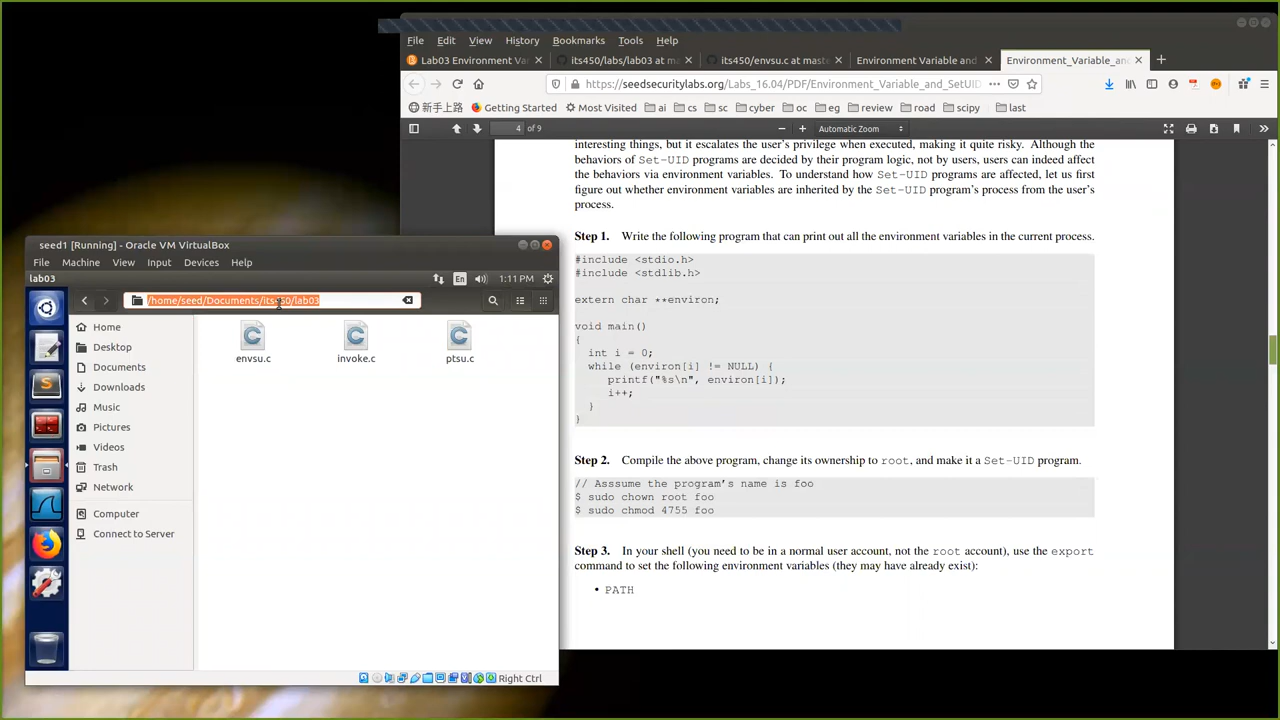 File Edit View History Bookmarks Tools Help
Lab03 Environment Va
its450/labs/lab03 at m
its450/envsu.c at mast
Environment Variable and
Environment_Variable_an
https://seedsecuritylabs.org/Labs_16.04/PDF/Environment_Variable_and_SetUID
新手上路 Getting Started Most Visited ai cs sc cyber oc eg review road scipy last
4 of 9 Automatic Zoom
interesting things, but it escalates the user's privilege when executed, making it quite risky. Although the
behaviors of Set-UID programs are decided by their program logic, not by users, users can indeed affect
the behaviors via environment variables. To understand how Set-UID programs are affected, let us first
figure out whether environment variables are inherited by the Set-UID program's process from the user's
process.
Step 1. Write the following program that can print out all the environment variables in the current process.
#include <stdio.h>
#include <stdlib.h>
extern char **environ;
void main()
{
int i = 0;
while (environ[i] != NULL) {
printf("%s\n", environ[i]);
i++;
}
}
Step 2. Compile the above program, change its ownership to root, and make it a Set-UID program.
// Asssume the program's name is foo
$ sudo chown root foo
$ sudo chmod 4755 foo
Step 3. In your shell (you need to be in a normal user account, not the root account), use the export
command to set the following environment variables (they may have already exist):
• PATH
seed1 [Running] - Oracle VM VirtualBox
File Machine View Input Devices Help
lab03 En 1:11 PM
/home/seed/Documents/its450/lab03
Home
Desktop
Documents
Downloads
Music
Pictures
Videos
Trash
Network
Computer
Connect to Server
envsu.c invoke.c ptsu.c
Right Ctrl